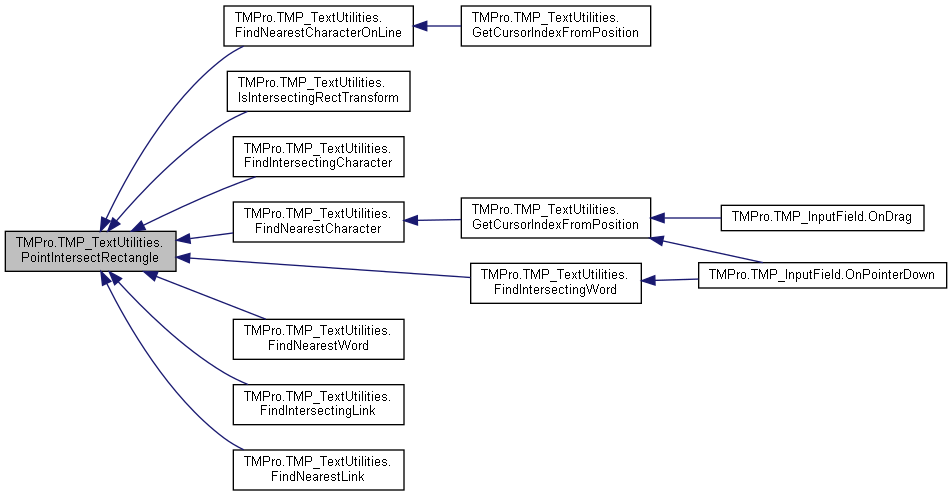 TMPro.TMP_TextUtilities.
FindNearestCharacterOnLine
TMPro.TMP_TextUtilities.
GetCursorIndexFromPosition
TMPro.TMP_TextUtilities.
IsIntersectingRectTransform
TMPro.TMP_TextUtilities.
FindIntersectingCharacter
TMPro.TMP_TextUtilities.
FindNearestCharacter
TMPro.TMP_TextUtilities.
GetCursorIndexFromPosition
TMPro.TMP_InputField.OnDrag
TMPro.TMP_TextUtilities.
PointIntersectRectangle
TMPro.TMP_TextUtilities.
FindIntersectingWord
TMPro.TMP_InputField.OnPointerDown
TMPro.TMP_TextUtilities.
FindNearestWord
TMPro.TMP_TextUtilities.
FindIntersectingLink
TMPro.TMP_TextUtilities.
FindNearestLink